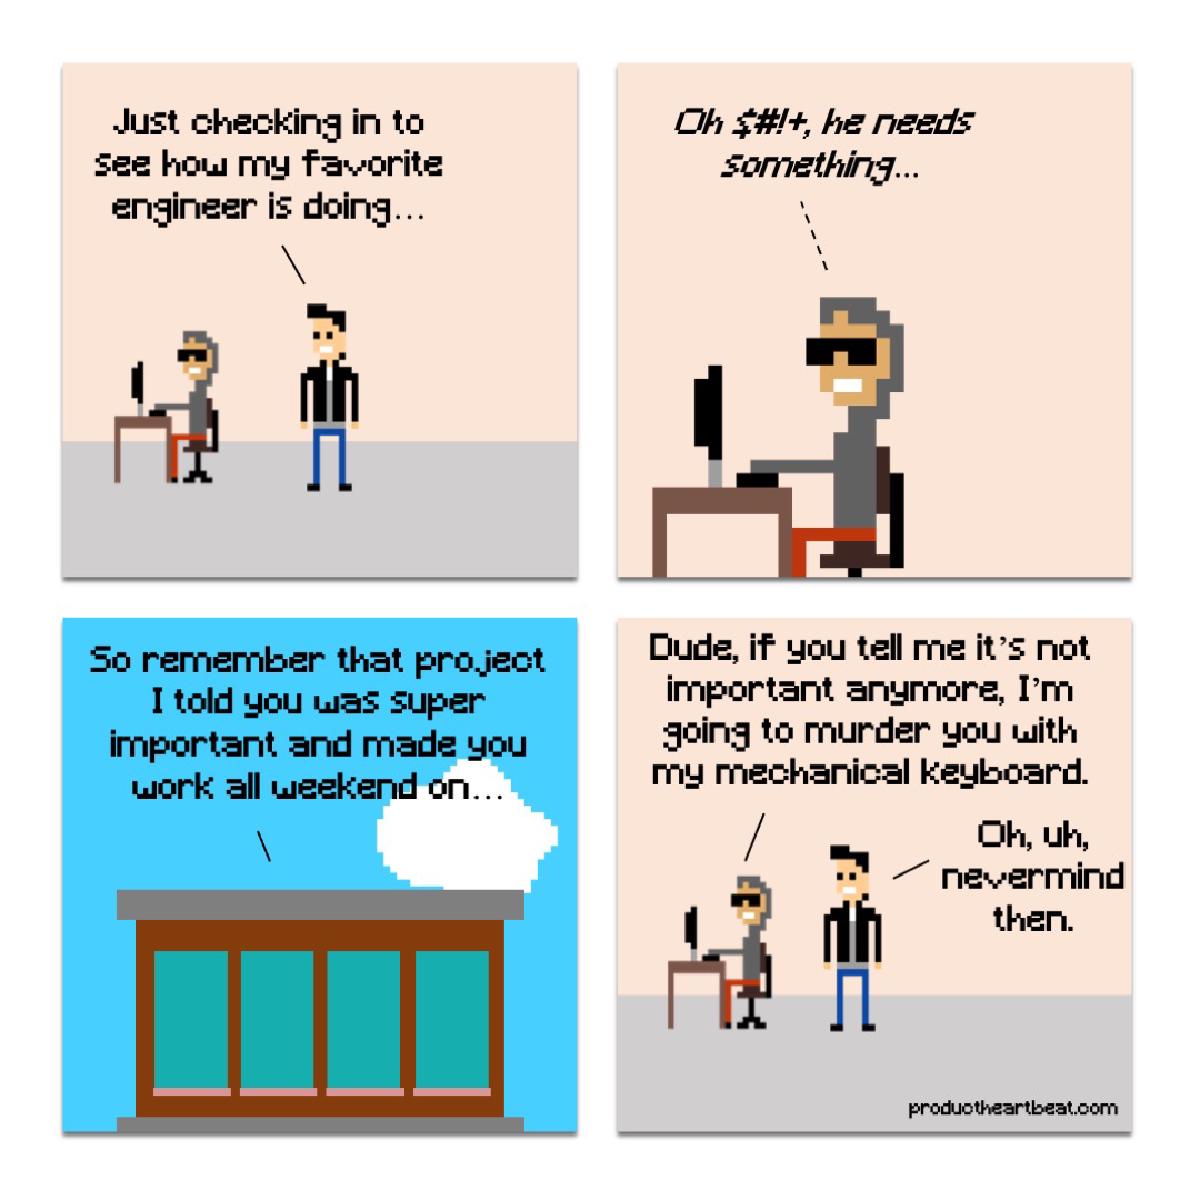 Just checking in to
see how my favorite
engineer is doing...
Oh $#!+, he needs
something...
So remember that project
I told you was super
important and made you
work all weekend on...
Dude, if you tell me it's not
important anymore, I'm
going to murder you with
my mechanical keyboard.
Oh, uh,
nevermind
then.
productheartbeat.com